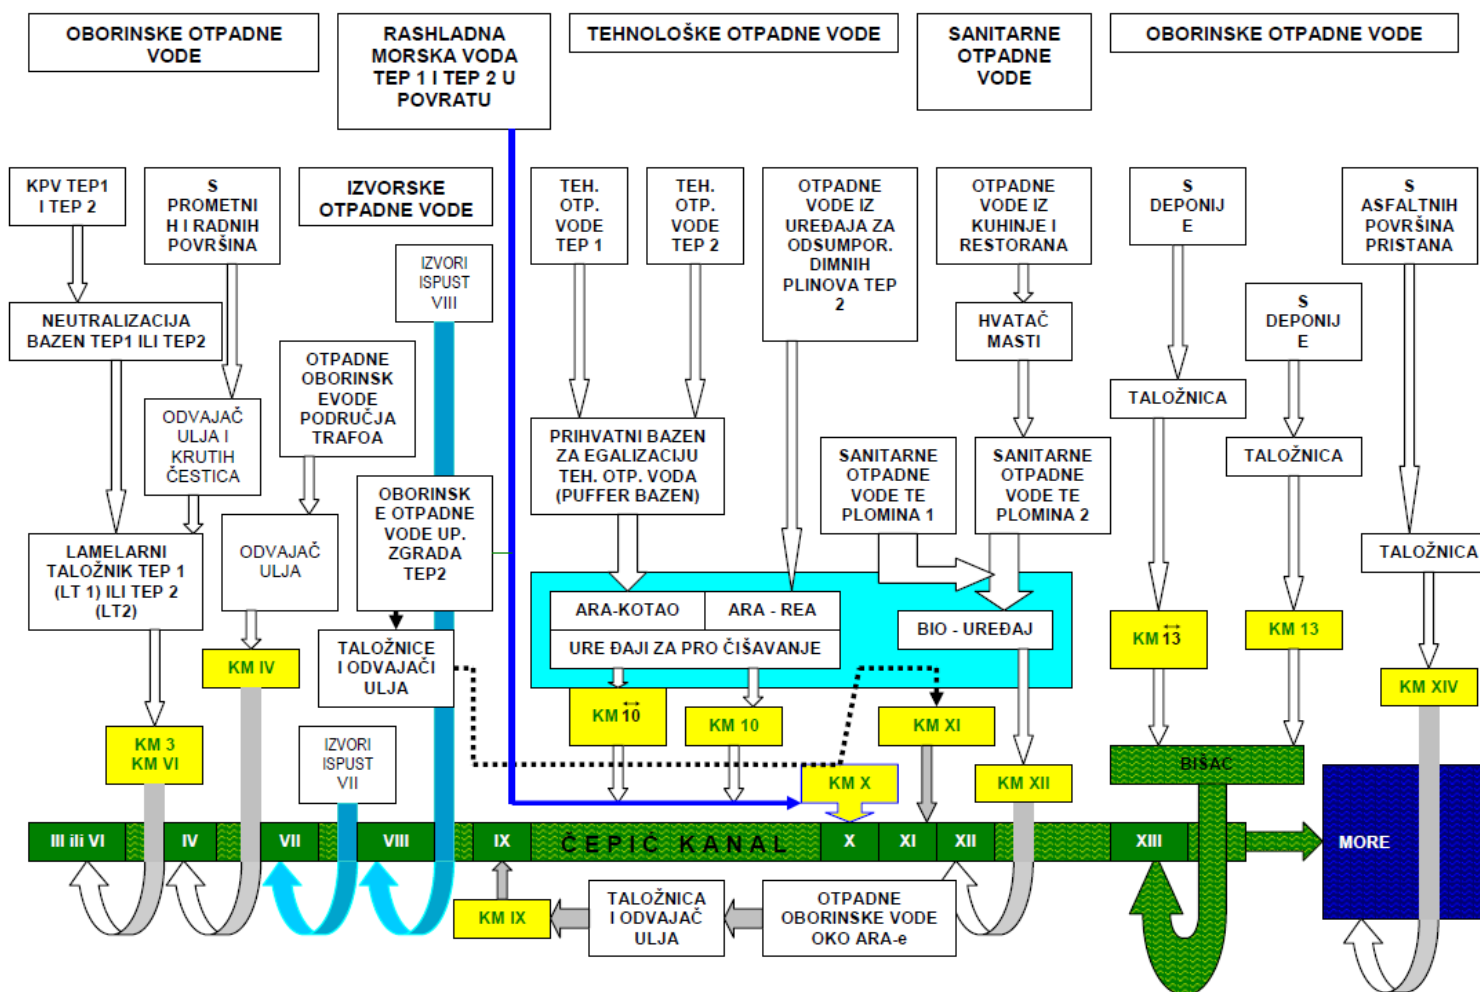 OBORINSKE OTPADNE
VODE
RASHLADNA
MORSKA VODA
TEP 1 I TEP 2 U
POVRATU
TEHNOLOŠKE OTPADNE VODE
SANITARNE
OTPADNE
VODE
OBORINSKE OTPADNE VODE
KPV TEP1
I TEP 2
S
PROMETNI
H I RADNIH
POVRŠINA
IZVORSKE
OTPADNE VODE
TEH.
OTP.
VODE
TEP 1
TEH.
OTP.
VODE
TEP 2
OTPADNE
VODE IZ
UREĐAJA ZA
ODSUMPOR.
DIMNIH
PLINOVA TEP
2
OTPADNE
VODE IZ
KUHINJE I
RESTORANA
S
DEPONIJ
E
S
ASFALTNIH
POVRŠINA
PRISTANA
IZVORI
ISPUST
VIII
NEUTRALIZACIJA
BAZEN TEP1 ILI TEP2
HVATAČ
MASTI
S
DEPONIJ
E
OTPADNE
OBORINSK
EVODE
PODRUČJA
TRAFOA
ODVAJAČ
ULJA I
KRUTIH
ČESTICA
TALOŽNICA
PRIHVATNI BAZEN
ZA EGALIZACIJU
TEH. OTP. VODA
(PUFFER BAZEN)
SANITARNE
OTPADNE
VODE TE
PLOMINA 1
SANITARNE
OTPADNE
VODE TE
PLOMINA 2
TALOŽNICA
OBORINSK
E OTPADNE
VODE UP.
ZGRADA
TEP2
LAMELARNI
TALOŽNIK TEP 1
(LT 1) ILI TEP 2
(LT2)
ODVAJAČ
ULJA
TALOŽNICA
ARA-KOTAO
ARA - REA
URE ĐAJI ZA PRO ČIŠAVANJE
BIO - UREĐAJ
KM 13
KM 13
TALOŽNICE
I ODVAJAČI
ULJA
KM IV
KM XIV
KM 10
KM 10
KM XI
KM 3
KM VI
IZVORI
ISPUST
VII
KM X
KM XII
BIŠAC
III ili VI
IV
VII
VIII
IX
ČEPIĆ KANAL
X
XI
XII
XIII
MORE
KM IX
TALOŽNICA
I ODVAJAČ
ULJA
OTPADNE
OBORINSKE VODE
OKO ARA-e